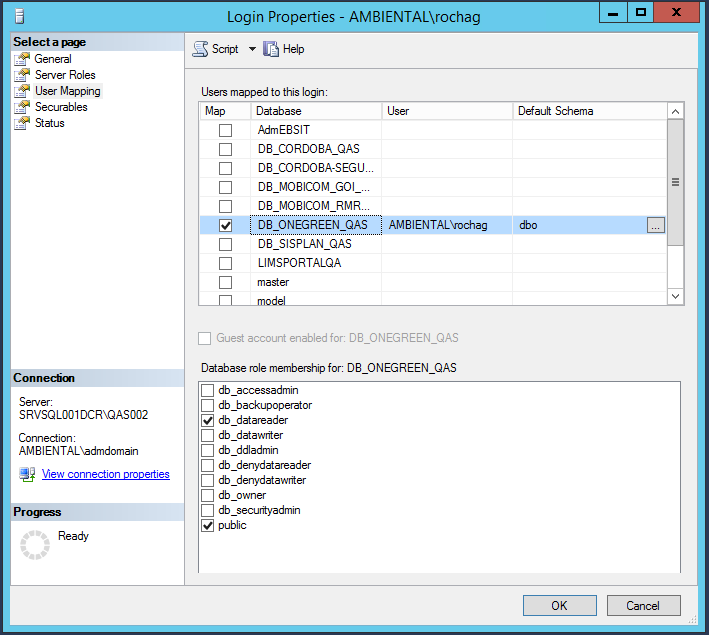 Login Properties - AMBIENTAL\rochag
Select a page
General
Server Roles
User Mapping
Securables
Status
Script
Help
Users mapped to this login:
Map Database User Default Schema
AdmEBSIT
DB_CORDOBA_QAS
DB_CORDOBA-SEGU...
DB_MOBICOM_GOI_...
DB_MOBICOM_RMR...
DB_ONEGREEN_QAS AMBIENTAL\rochag dbo ...
DB_SISPLAN_QAS
LIMSPORTALQA
master
model
Guest account enabled for: DB_ONEGREEN_QAS
Database role membership for: DB_ONEGREEN_QAS
db_accessadmin
db_backupoperator
db_datareader
db_datawriter
db_ddladmin
db_denydatareader
db_denydatawriter
db_owner
db_securityadmin
public
Connection
Server:
SRVSQL001DCR\QAS002
Connection:
AMBIENTAL\admdomain
View connection properties
Progress
Ready
OK
Cancel